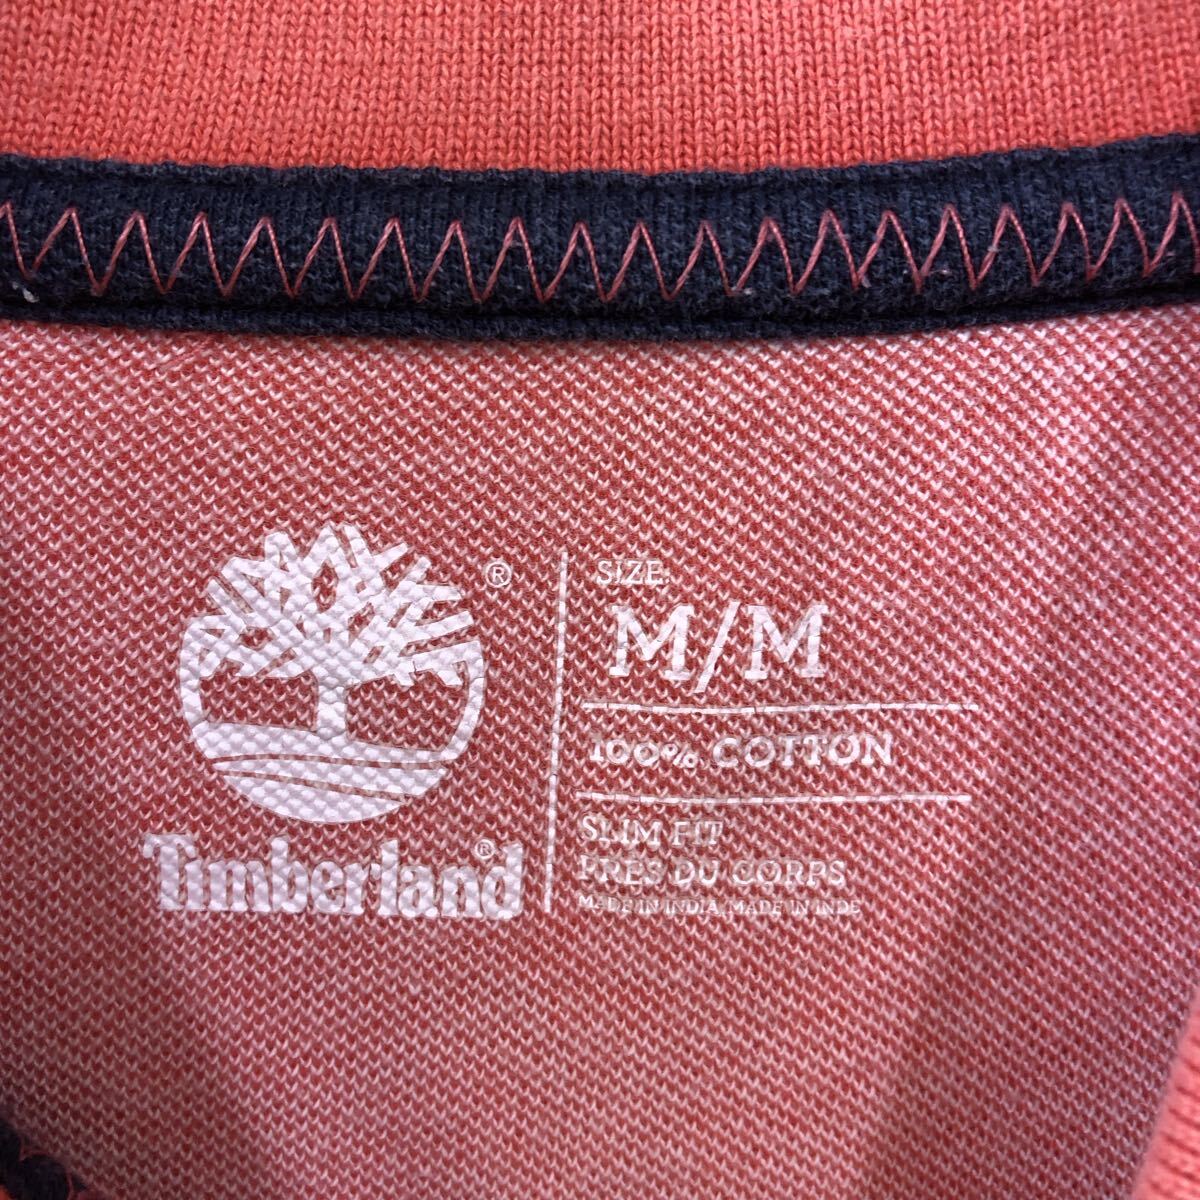 ®
Timberland®
SIZE:
M/M
100% COTTON
SLIM FIT
PRÈS DU CORPS
MADE IN INDIA, MADE IN INDE